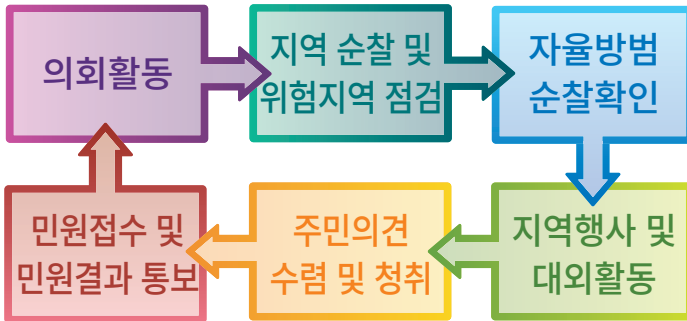 의회활동
지역 순찰 및
위험지역 점검
자율방범
순찰확인
지역행사 및
대외활동
주민의견
수렴 및 청취
민원접수 및
민원결과 통보